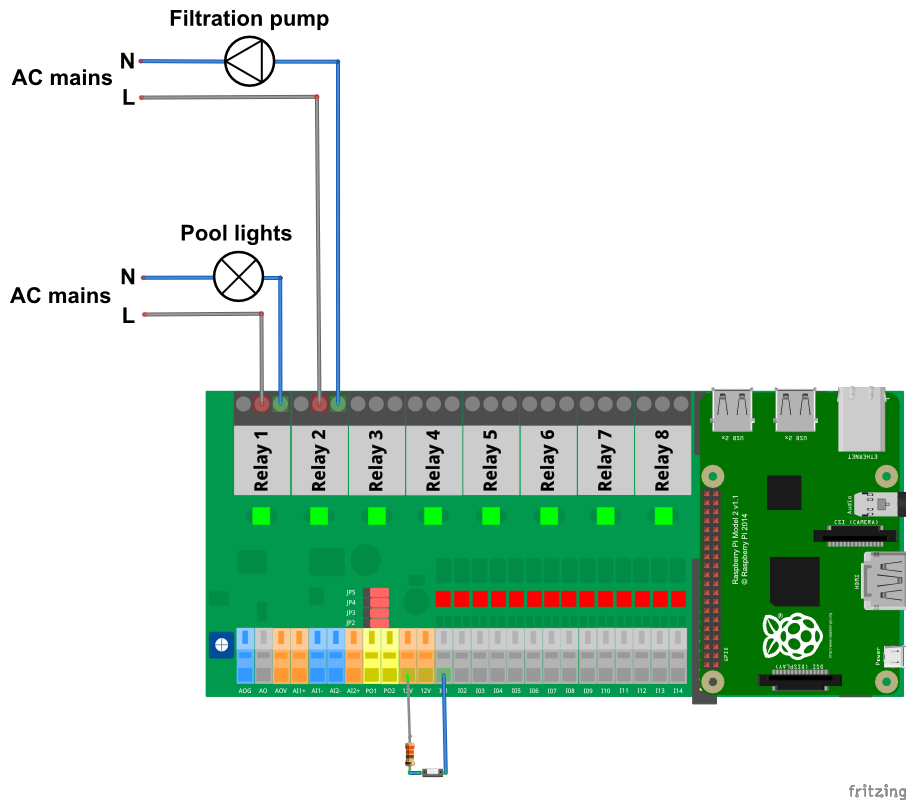 Filtration pump
N
AC mains
L
Pool lights
N
AC mains
L
Relay 1
Relay 2
Relay 3
Relay 4
Relay 5
Relay 6
Relay 7
Relay 8
USB 2x
USB 2x
ETHERNET
Audio
CSI (CAMERA)
HDMI
Raspberry Pi Model 2 v1.1
© Raspberry Pi 2014
JP5
JP4
JP3
JP2
GPIO
Power
DSI (DISPLAY)
AOG AO AOV AI1+ AI1- AI2- AI2+ PO1 PO2 12V 12V I02 I03 I04 I05 I06 I07 I08 I09 I10 I11 I12 I13 I14
fritzing